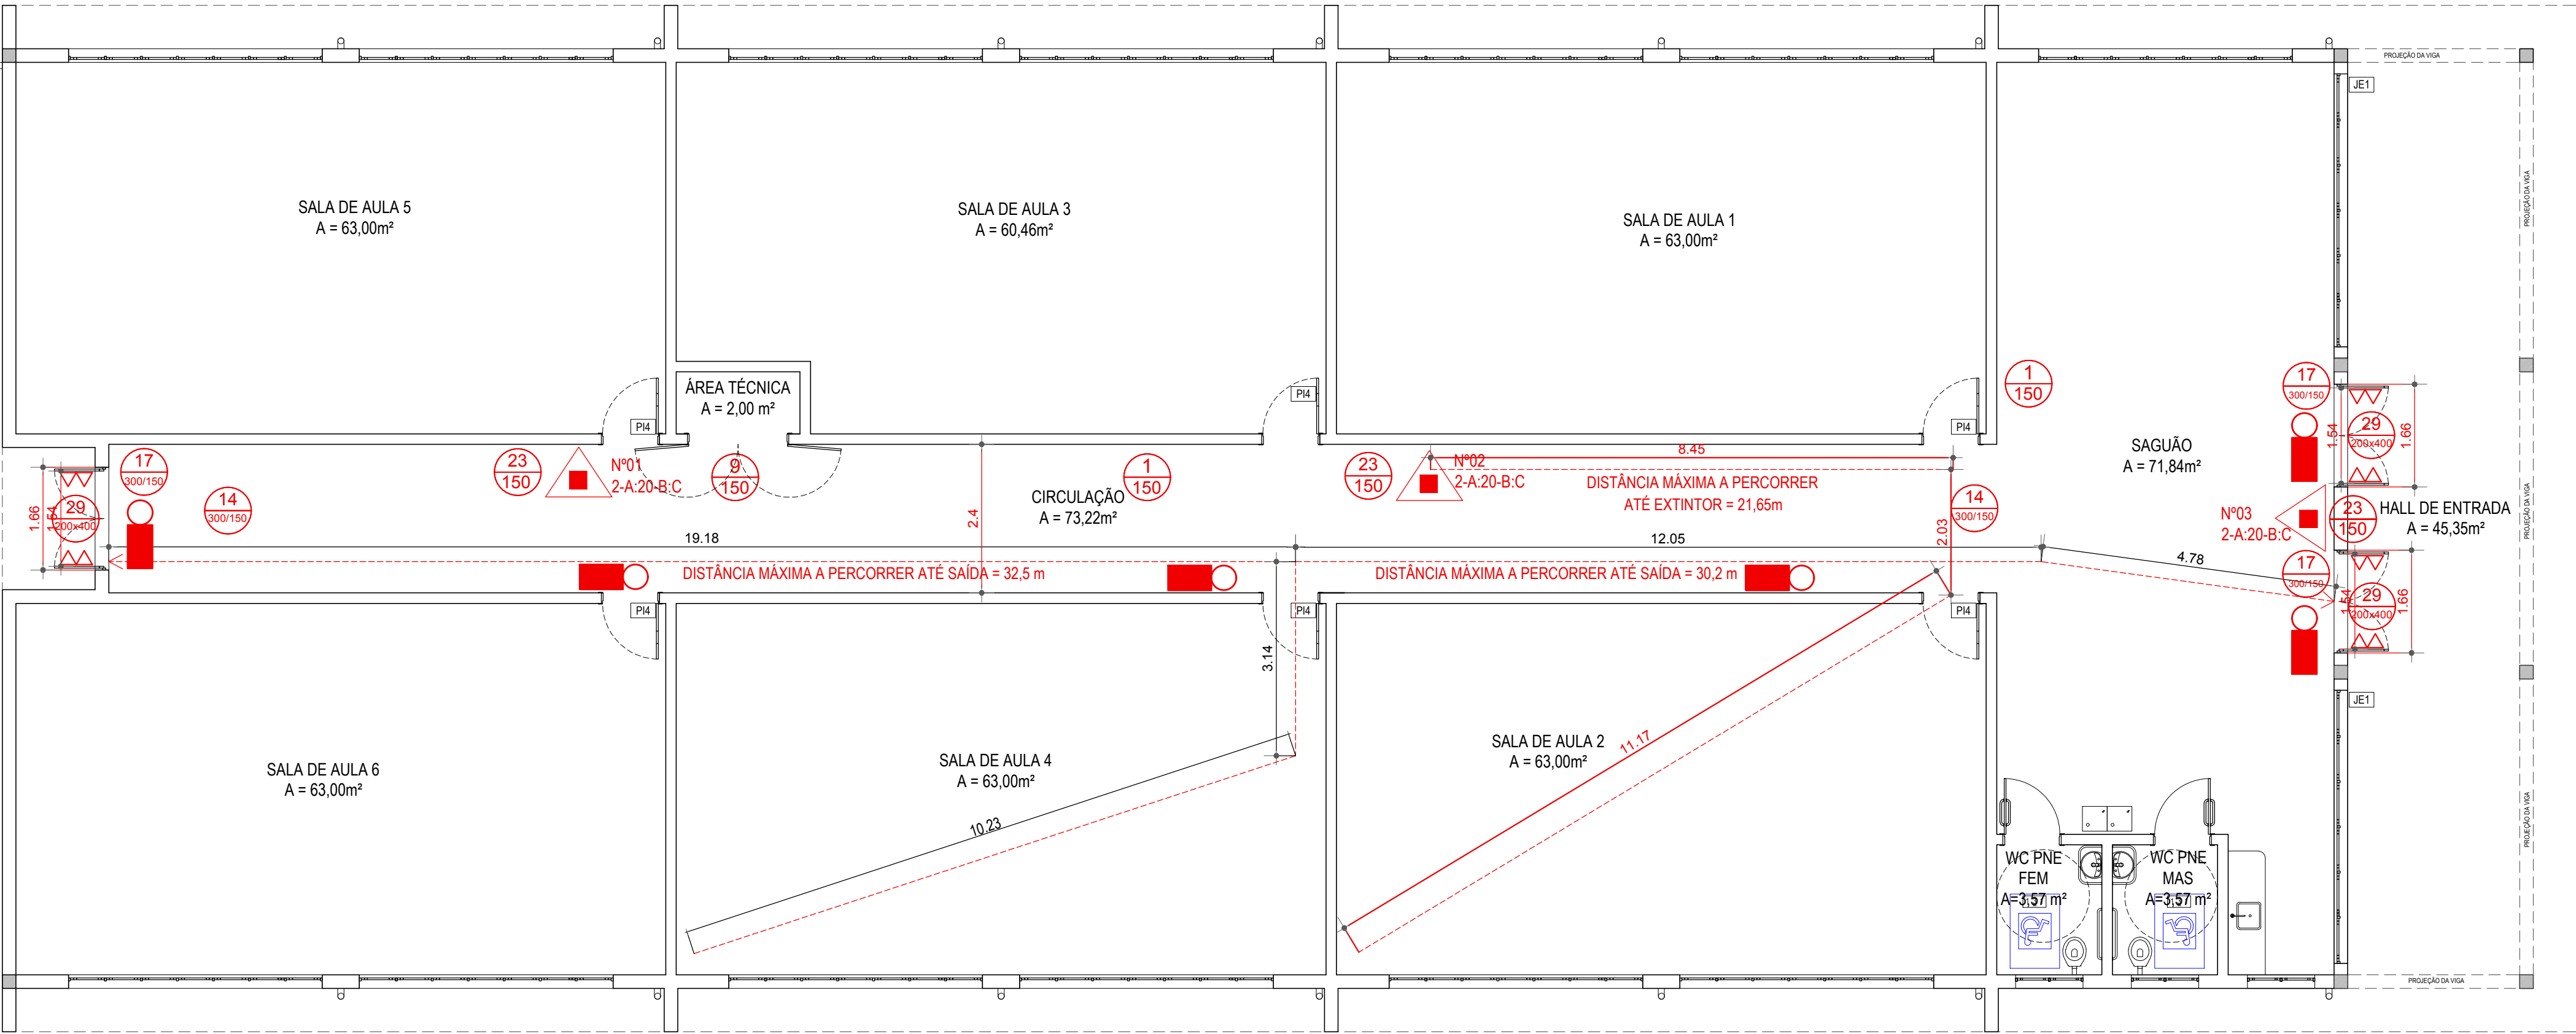 PROJEÇÃO DA VIGA
JE1
PROJEÇÃO DA VIGA
SALA DE AULA 5
A = 63,00m²
SALA DE AULA 3
A = 60,46m²
SALA DE AULA 1
A = 63,00m²
ÁREA TÉCNICA
A = 2,00 m²
PI4
PI4
PI4
1
150
17
300/150
29
200x400
1.54
1.66
SAGUÃO
A = 71,84m²
17
300/150
14
300/150
29
200x400
1.66
1.54
23
150
Nº01
2-A:20-B:C
9
150
2.4
CIRCULAÇÃO
A = 73,22m²
1
150
23
150
Nº02
2-A:20-B:C
8.45
DISTÂNCIA MÁXIMA A PERCORRER
ATÉ EXTINTOR = 21,65m
14
300/150
2.03
Nº03
2-A:20-B:C
23
150
HALL DE ENTRADA
A = 45,35m²
PROJEÇÃO DA VIGA
19.18
12.05
4.78
DISTÂNCIA MÁXIMA A PERCORRER ATÉ SAÍDA = 32,5 m
DISTÂNCIA MÁXIMA A PERCORRER ATÉ SAÍDA = 30,2 m
17
300/150
29
200x400
1.54
1.66
PI4
PI4
PI4
3.14
JE1
SALA DE AULA 6
A = 63,00m²
SALA DE AULA 4
A = 63,00m²
SALA DE AULA 2
A = 63,00m²
11.17
10.23
PROJEÇÃO DA VIGA
WC PNE
FEM
A=3,57 m²
WC PNE
MAS
A=3,57 m²
PROJEÇÃO DA VIGA